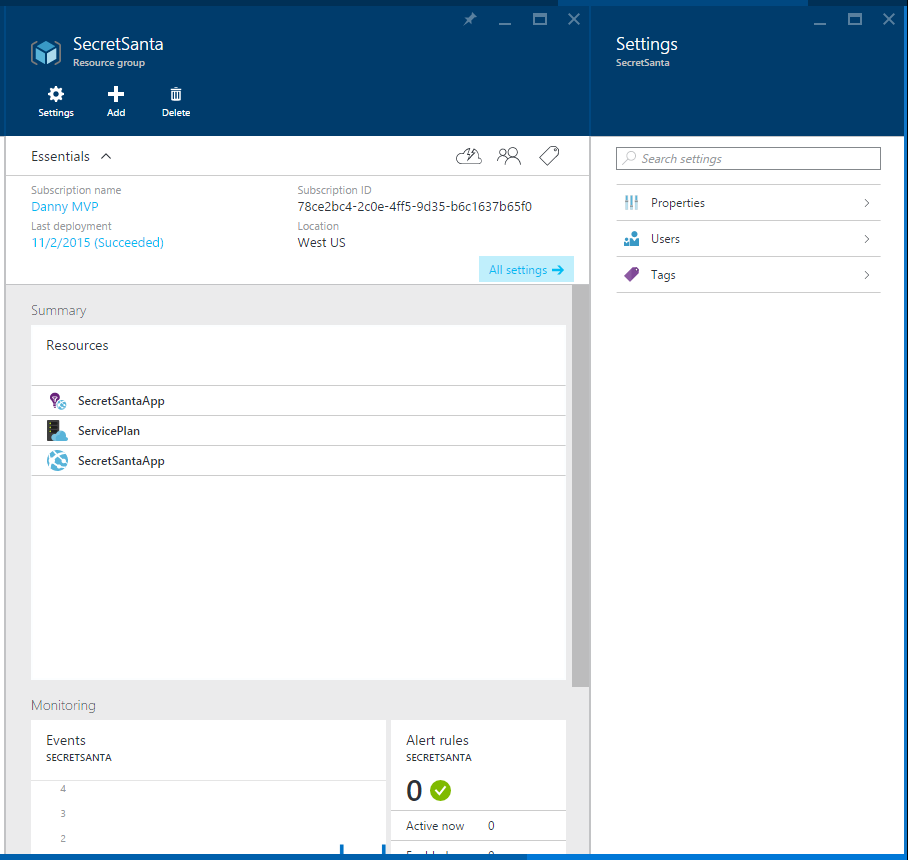 SecretSanta
Resource group
Settings
Add
Delete
Essentials
Subscription name
Danny MVP
Last deployment
11/2/2015 (Succeeded)
Subscription ID
78ce2bc4-2c0e-4ff5-9d35-b6c1637b65f0
Location
West US
All settings
Summary
Resources
SecretSantaApp
ServicePlan
SecretSantaApp
Monitoring
Events
SECRETSANTA
4
3
2
Alert rules
SECRETSANTA
0
Active now 0
Settings
SecretSanta
Search settings
Properties
Users
Tags